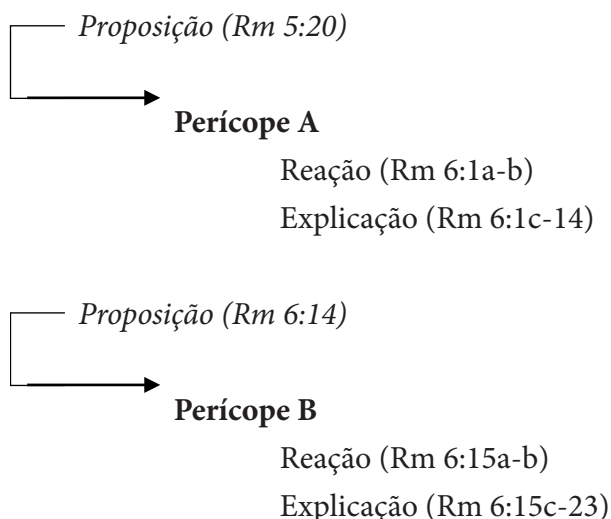 Proposição (Rm 5:20)
Perícope A
Reação (Rm 6:1a-b)
Explicação (Rm 6:1c-14)
Proposição (Rm 6:14)
Perícope B
Reação (Rm 6:15a-b)
Explicação (Rm 6:15c-23)